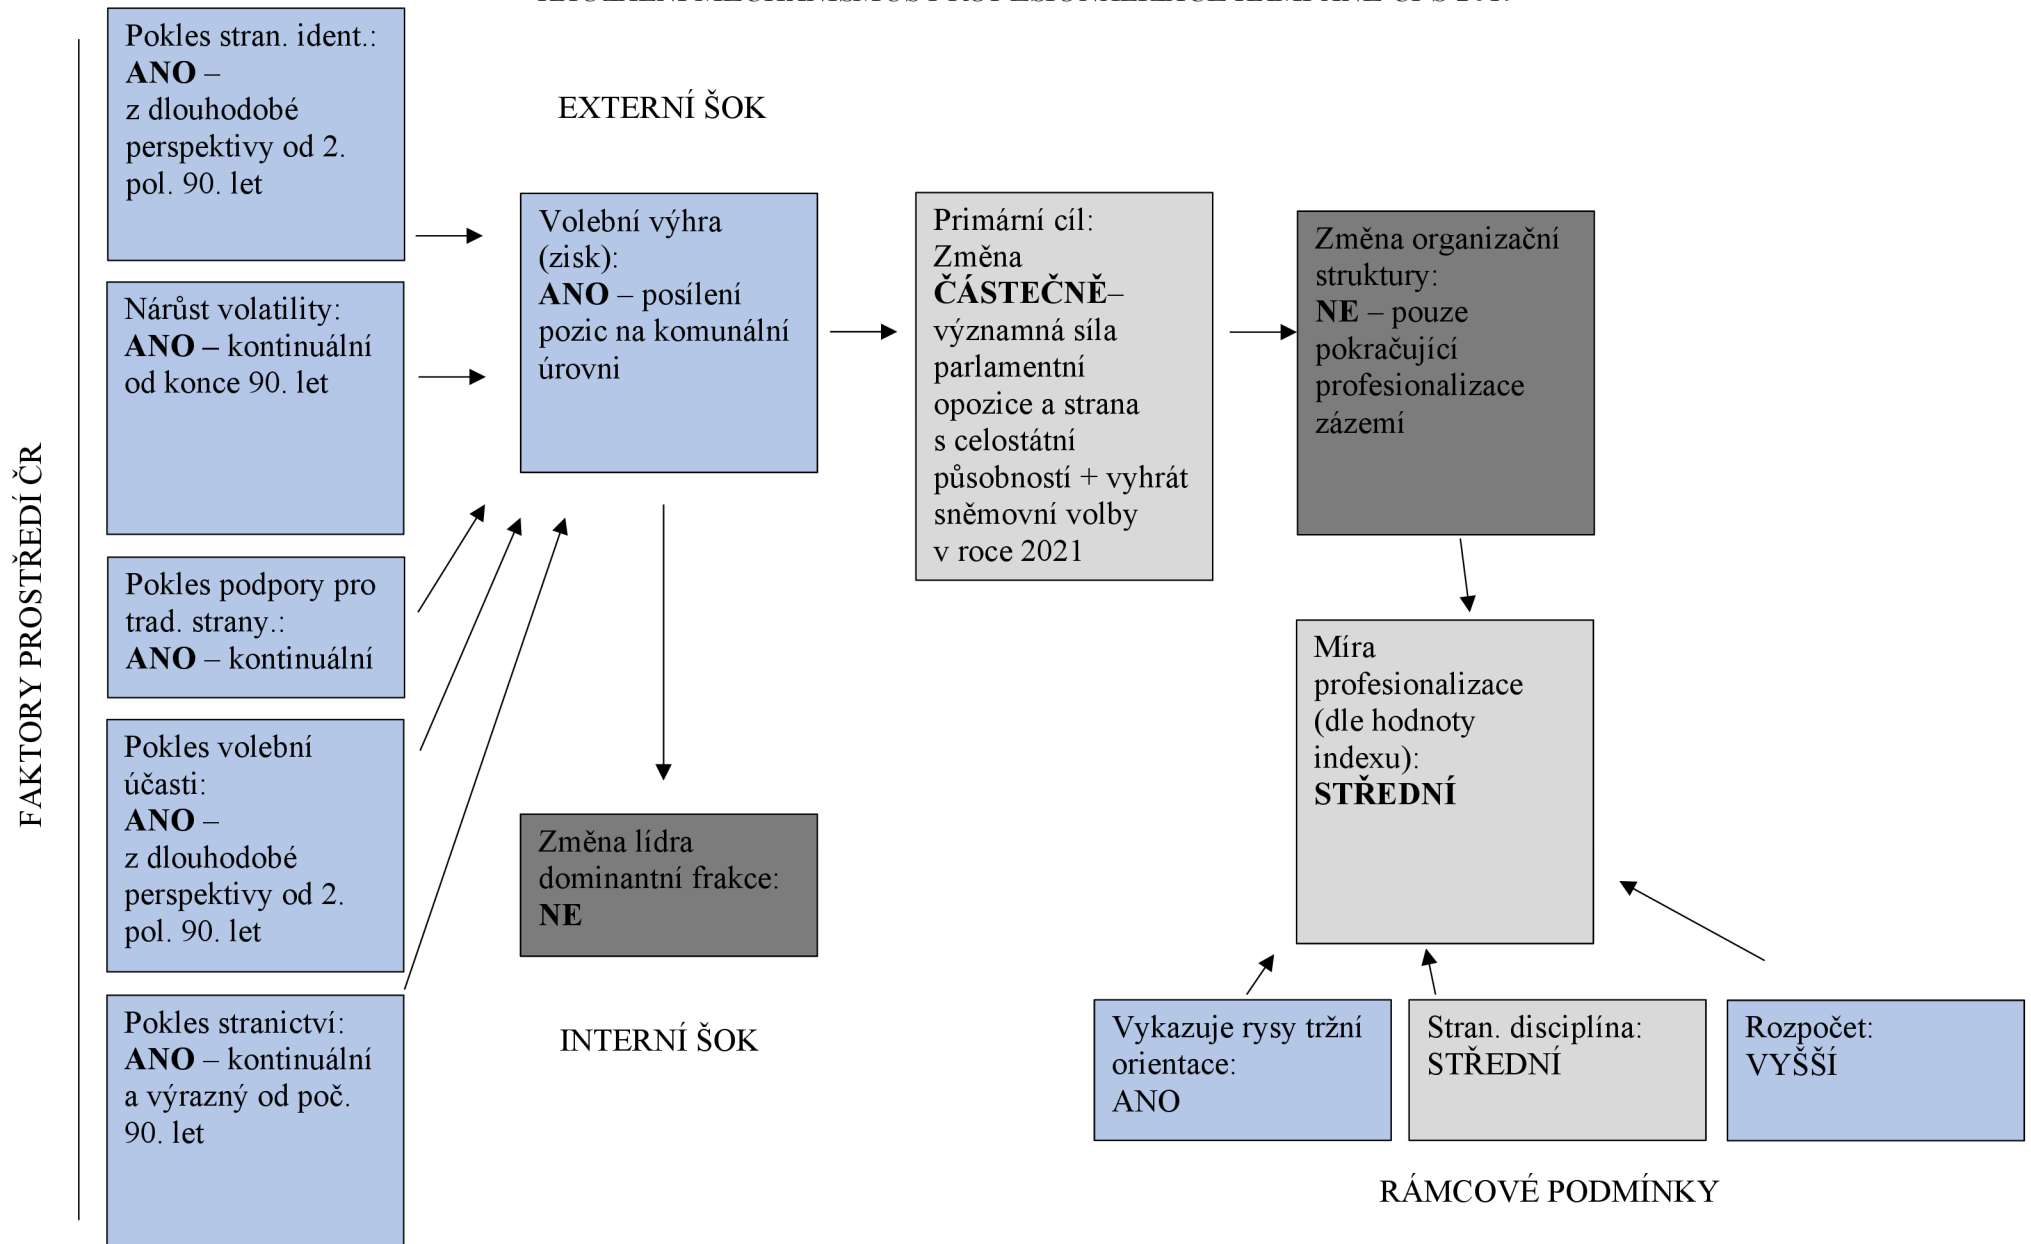 Pokles stran. ident.:
ANO –
z dlouhodobé
perspektivy od 2.
pol. 90. let
Nárůst volatility:
ANO – kontinuální
od konce 90. let
Pokles podpory pro
trad. strany.:
ANO – kontinuální
Pokles volební
účasti:
ANO –
z dlouhodobé
perspektivy od 2.
pol. 90. let
Pokles stranictví:
ANO – kontinuální
a výrazný od poč.
90. let
FAKTORY PROSTŘEDÍ ČR
EXTERNÍ ŠOK
Volební výhra
(zisk):
ANO – posílení
pozic na komunální
úrovni
Změna lídra
dominantní frakce:
NE
INTERNÍ ŠOK
Primární cíl:
Změna
ČÁSTEČNĚ–
významná síla
parlamentní
opozice a strana
s celostátní
působností + vyhrát
sněmovní volby
v roce 2021
Změna organizační
struktury:
NE – pouze
pokračující
profesionalizace
zázemí
Míra
profesionalizace
(dle hodnoty
indexu):
STŘEDNÍ
Vykazuje rysy tržní
orientace:
ANO
Stran. disciplína:
STŘEDNÍ
Rozpočet:
VYŠŠÍ
RÁMCOVÉ PODMÍNKY